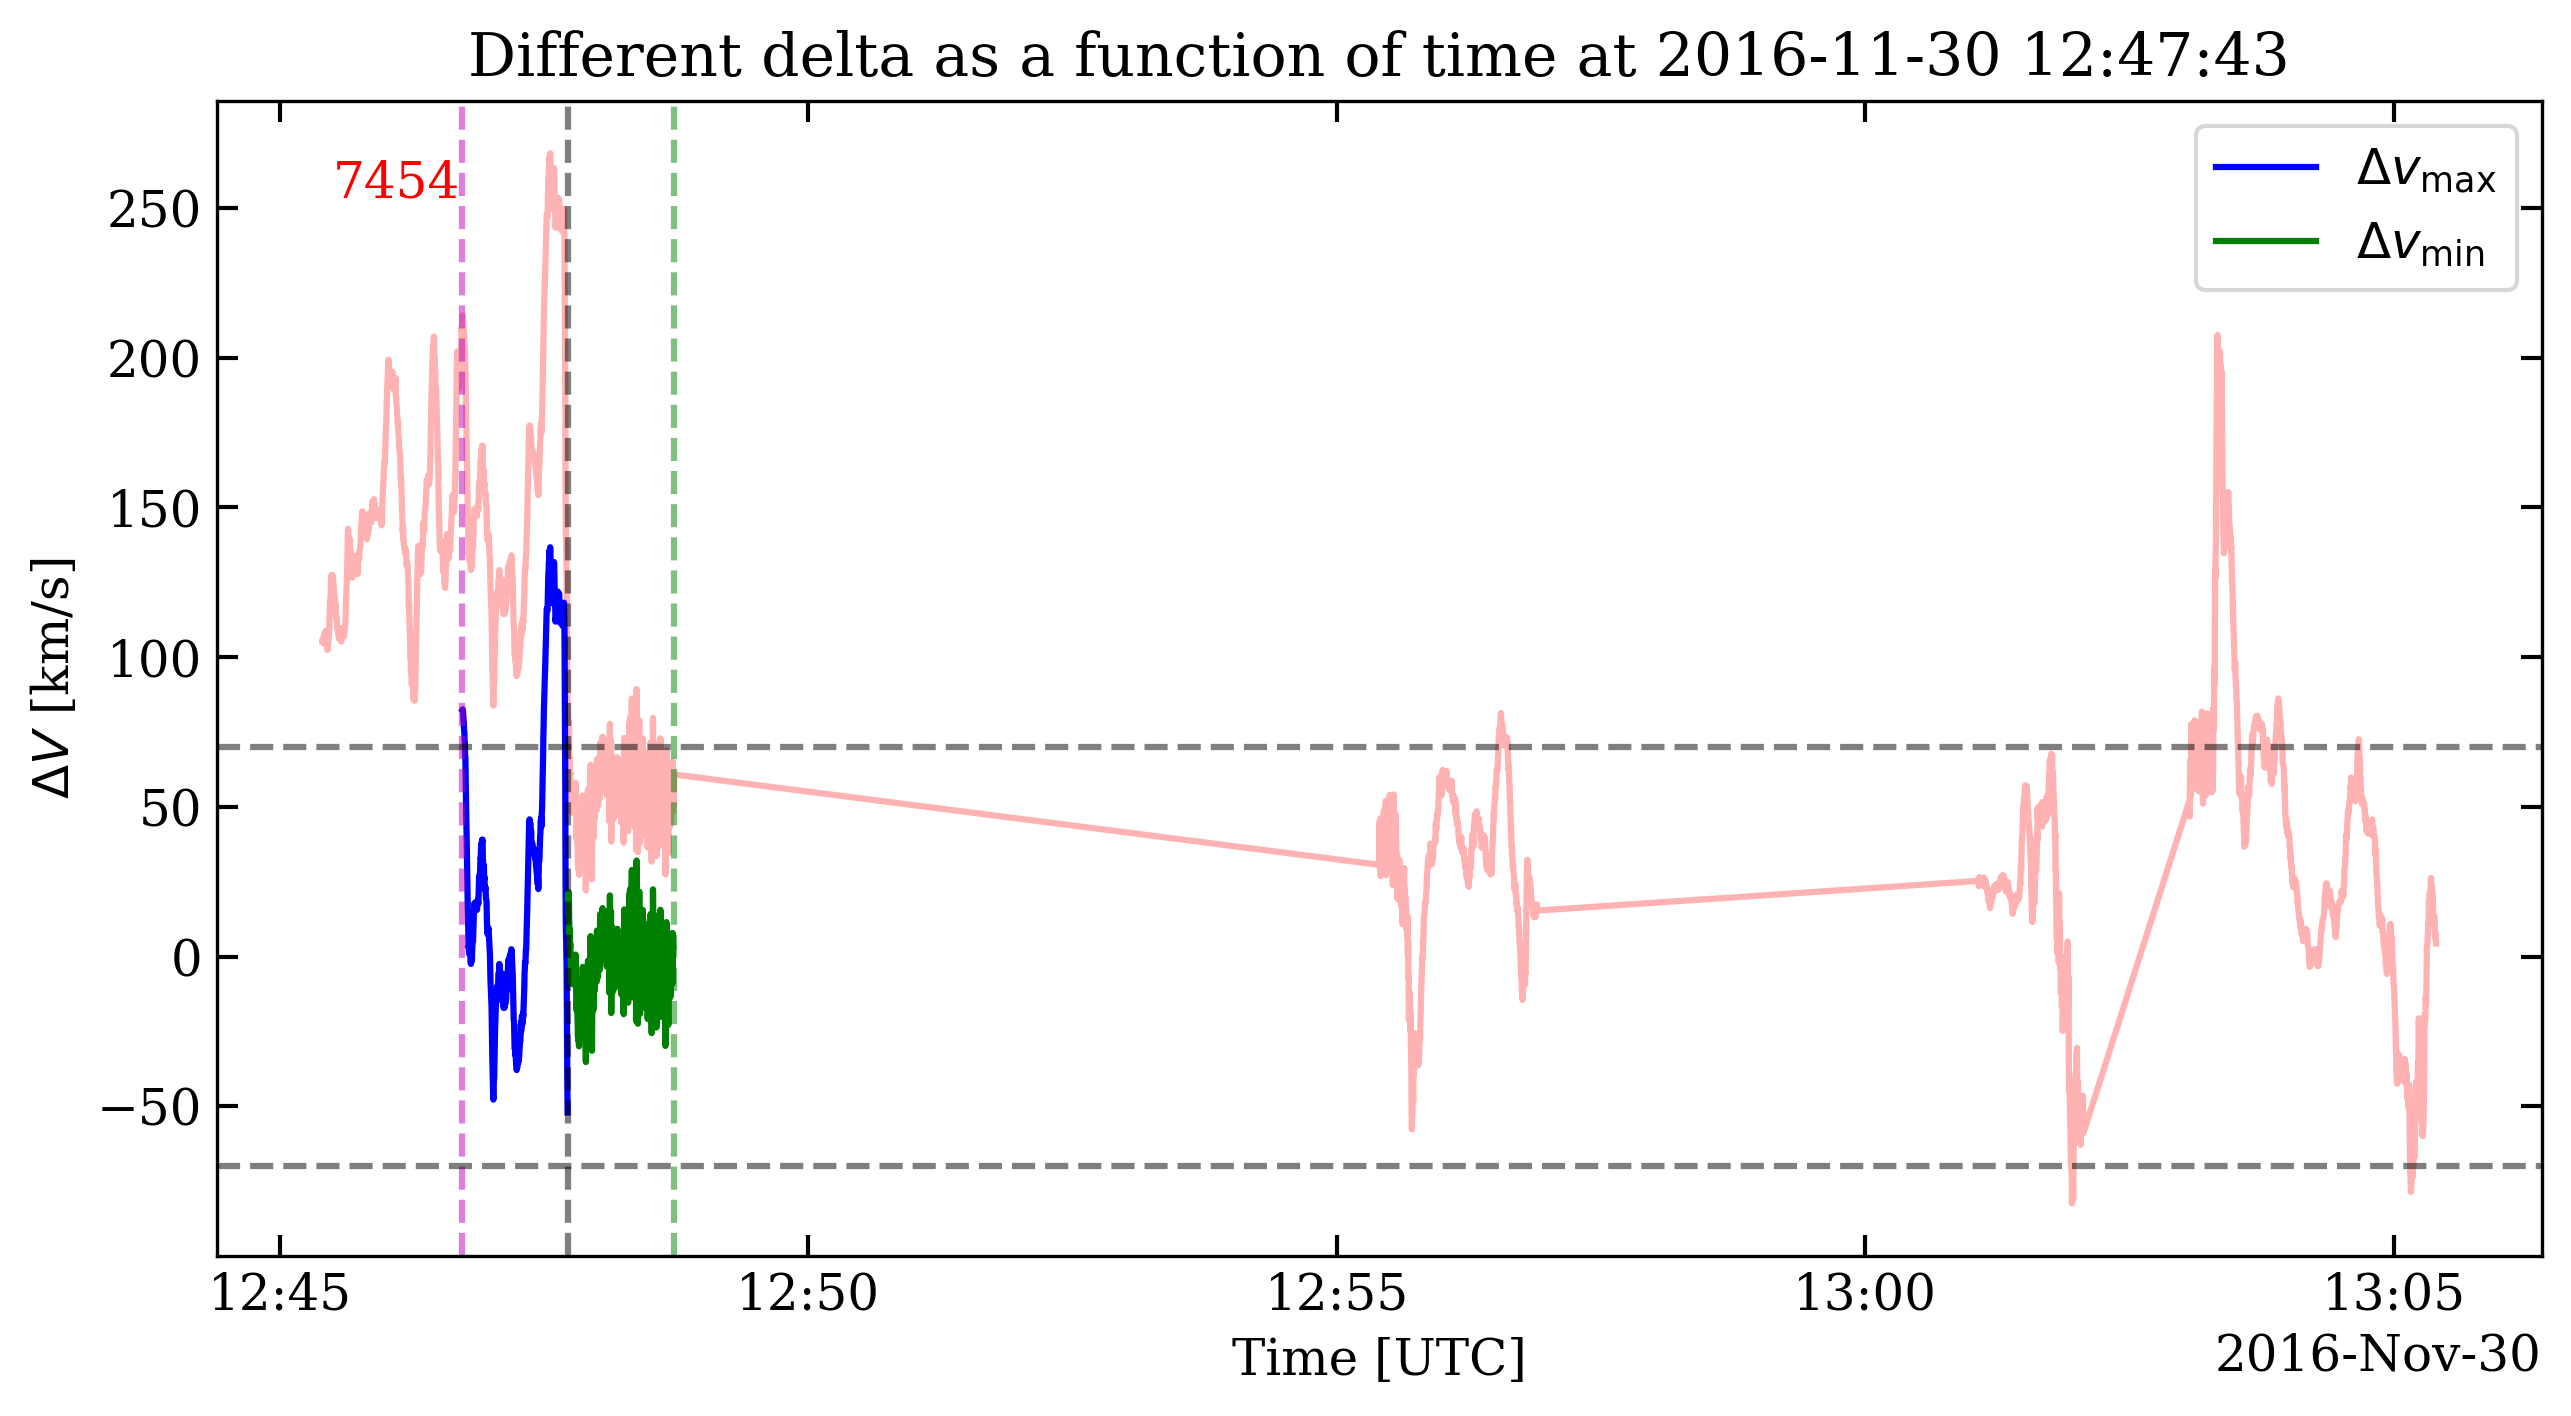 Different delta as a function of time at 2016-11-30 12:47:43
7454
Δv_max
Δv_min
250
200
150
100
50
0
−50
ΔV [km/s]
12:45 12:50 12:55 13:00 13:05
Time [UTC]
2016-Nov-30